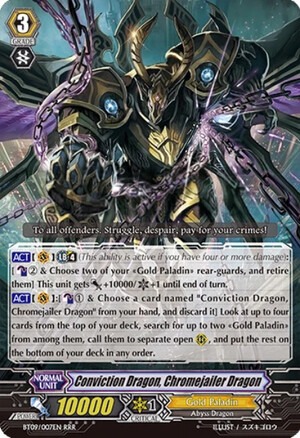 3
GRADE
To all offenders. Struggle, despair, pay for your crimes!
ACT 1 LB 4 (This ability is active if you have four or more damage):
[② & Choose two of your «Gold Paladin» rear-guards, and retire
them] This unit gets +10000/ +1 until end of turn.
ACT 1: [① & Choose a card named "Conviction Dragon,
Chromejailer Dragon" from your hand, and discard it] Look at up to four
cards from the top of your deck, search for up to two «Gold Paladin»
from among them, call them to separate open , and put the rest on
the bottom of your deck in any order.
NORMAL
UNIT
Conviction Dragon, Chromejailer Dragon
POWER
10000
1
CRITICAL
Gold Paladin
Abyss Dragon
BT09/007EN RRR
ILLUST / スズキゴロウ